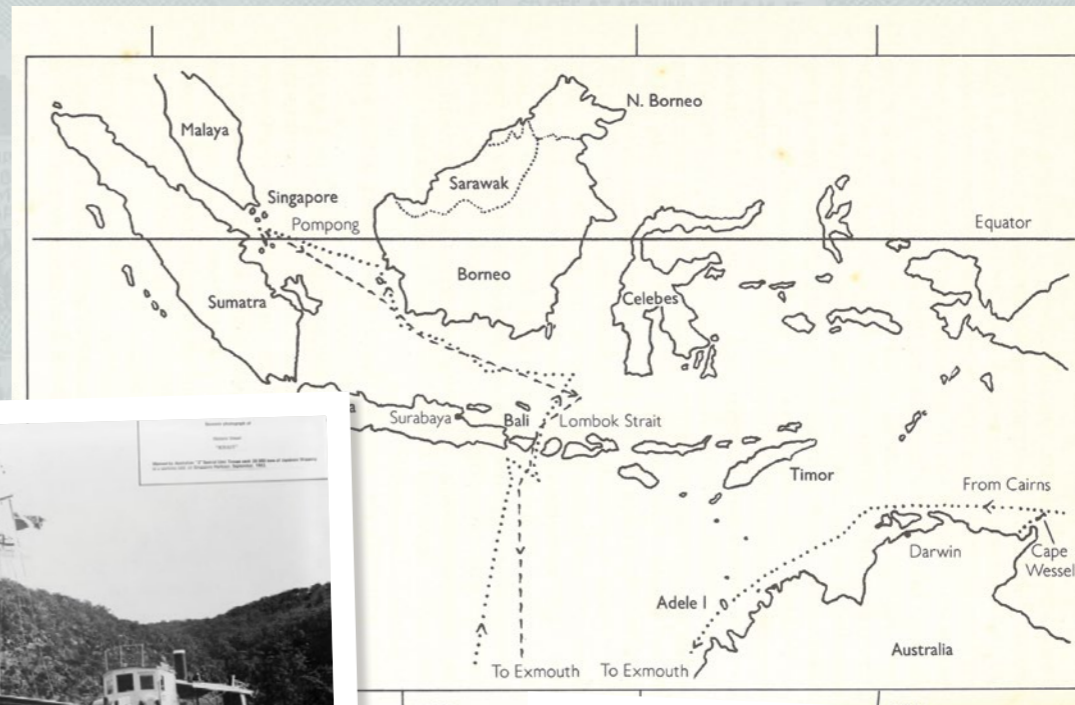 N. Borneo
Malaya
Sarawak
Singapore
Pompong
Equator
Borneo
Sumatra
Celebes
a
Surabaya
Bali
Lombok Strait
Timor
From Cairns
Darwin
Cape
Wessel
Adele I
Australia
To Exmouth
To Exmouth